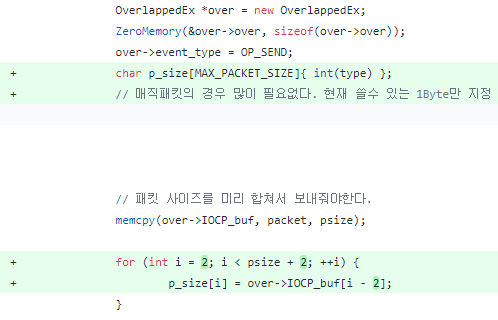 OverlappedEx *over = new OverlappedEx;
ZeroMemory(&over->over, sizeof(over->over));
over->event_type = OP_SEND;
+ char p_size[MAX_PACKET_SIZE]{ int(type) };
+ // 매직패킷의 경우 많이 필요없다. 현재 쓸수 있는 1Byte만 지정
// 패킷 사이즈를 미리 합쳐서 보내줘야한다.
memcpy(over->IOCP_buf, packet, psize);
+ for (int i = 2; i < psize + 2; ++i) {
+ p_size[i] = over->IOCP_buf[i - 2];
}